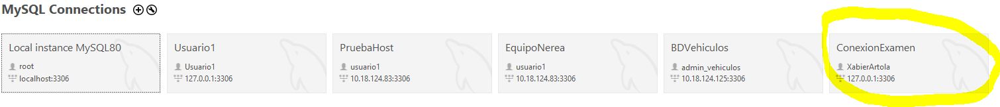 MySQL Connections
Local instance MySQL80
root
localhost:3306
Usuario1
Usuario1
127.0.0.1:3306
PruebaHost
usuario1
10.18.124.83:3306
EquipoNerea
usuario1
10.18.124.83:3306
BDVehiculos
admin_vehiculos
10.18.124.125:3306
ConexionExamen
XabierArtola
127.0.0.1:3306